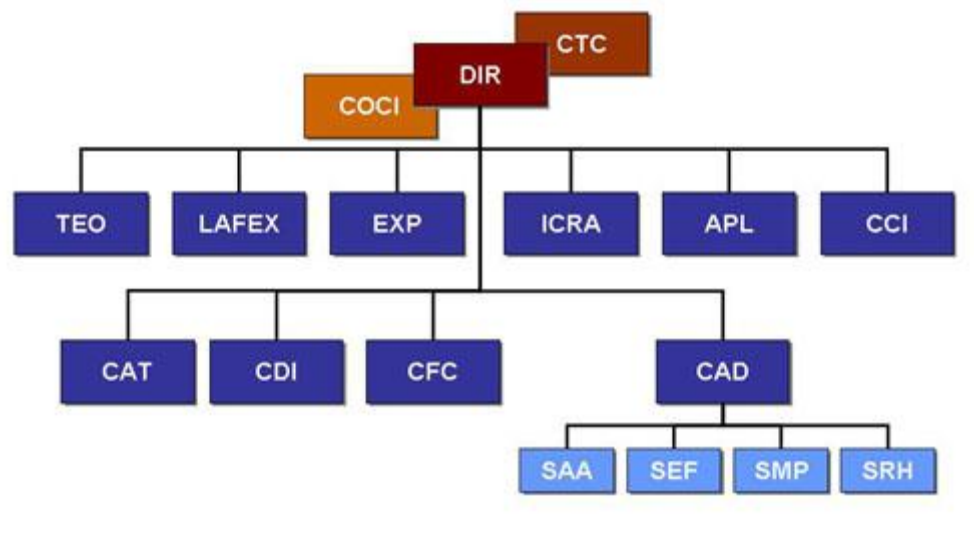 CTC
DIR
COCI
TEO
LAFEX
EXP
ICRA
APL
CCI
CAT
CDI
CFC
CAD
SAA
SEF
SMP
SRH